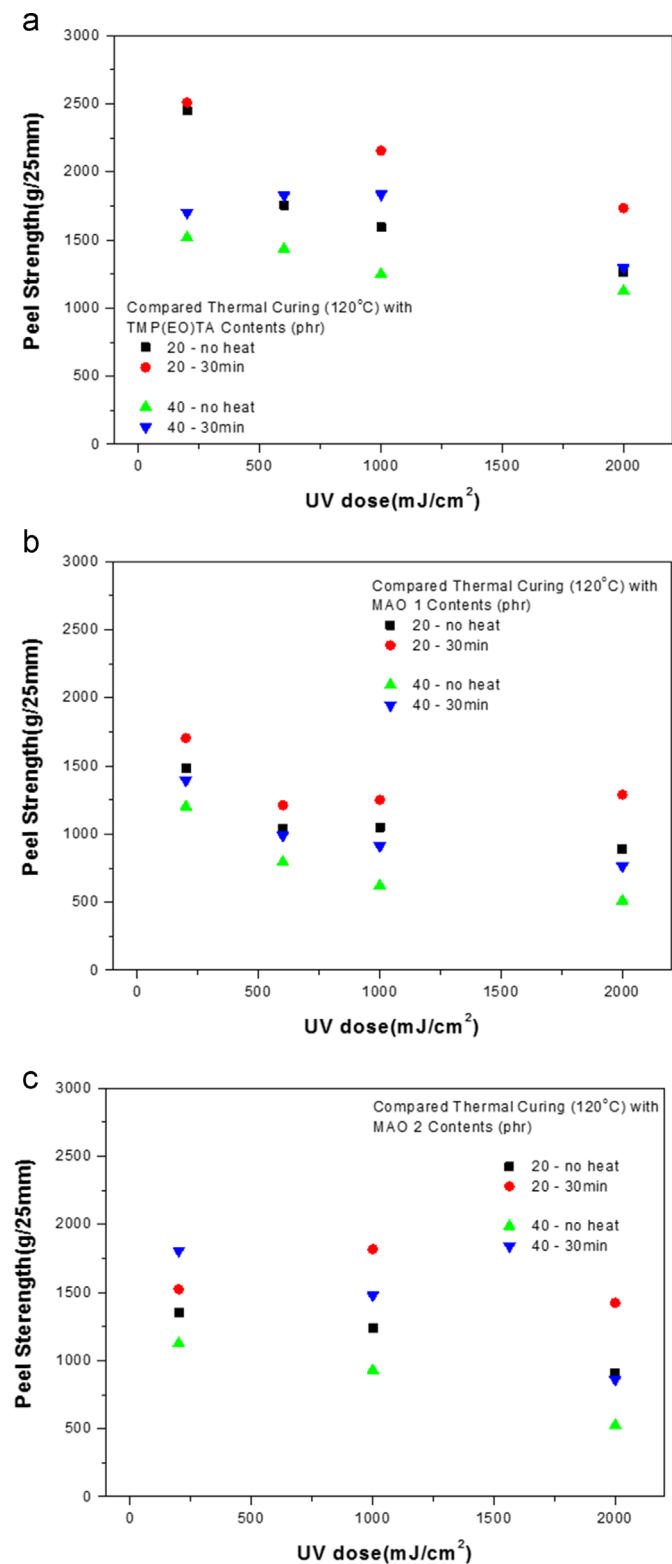 a
3000
2500
2000
1500
1000
500
0
Peel Strength(g/25mm)
Compared Thermal Curing (120°C) with
TMP(EO)TA Contents (phr)
20 - no heat
20 - 30min
40 - no heat
40 - 30min
0 500 1000 1500 2000
UV dose(mJ/cm²)
b
3000
2500
2000
1500
1000
500
0
Peel Strength(g/25mm)
Compared Thermal Curing (120°C) with
MAO 1 Contents (phr)
20 - no heat
20 - 30min
40 - no heat
40 - 30min
0 500 1000 1500 2000
UV dose(mJ/cm²)
c
3000
2500
2000
1500
1000
500
0
Peel Sterength(g/25mm)
Compared Thermal Curing (120°C) with
MAO 2 Contents (phr)
20 - no heat
20 - 30min
40 - no heat
40 - 30min
0 500 1000 1500 2000
UV dose(mJ/cm²)